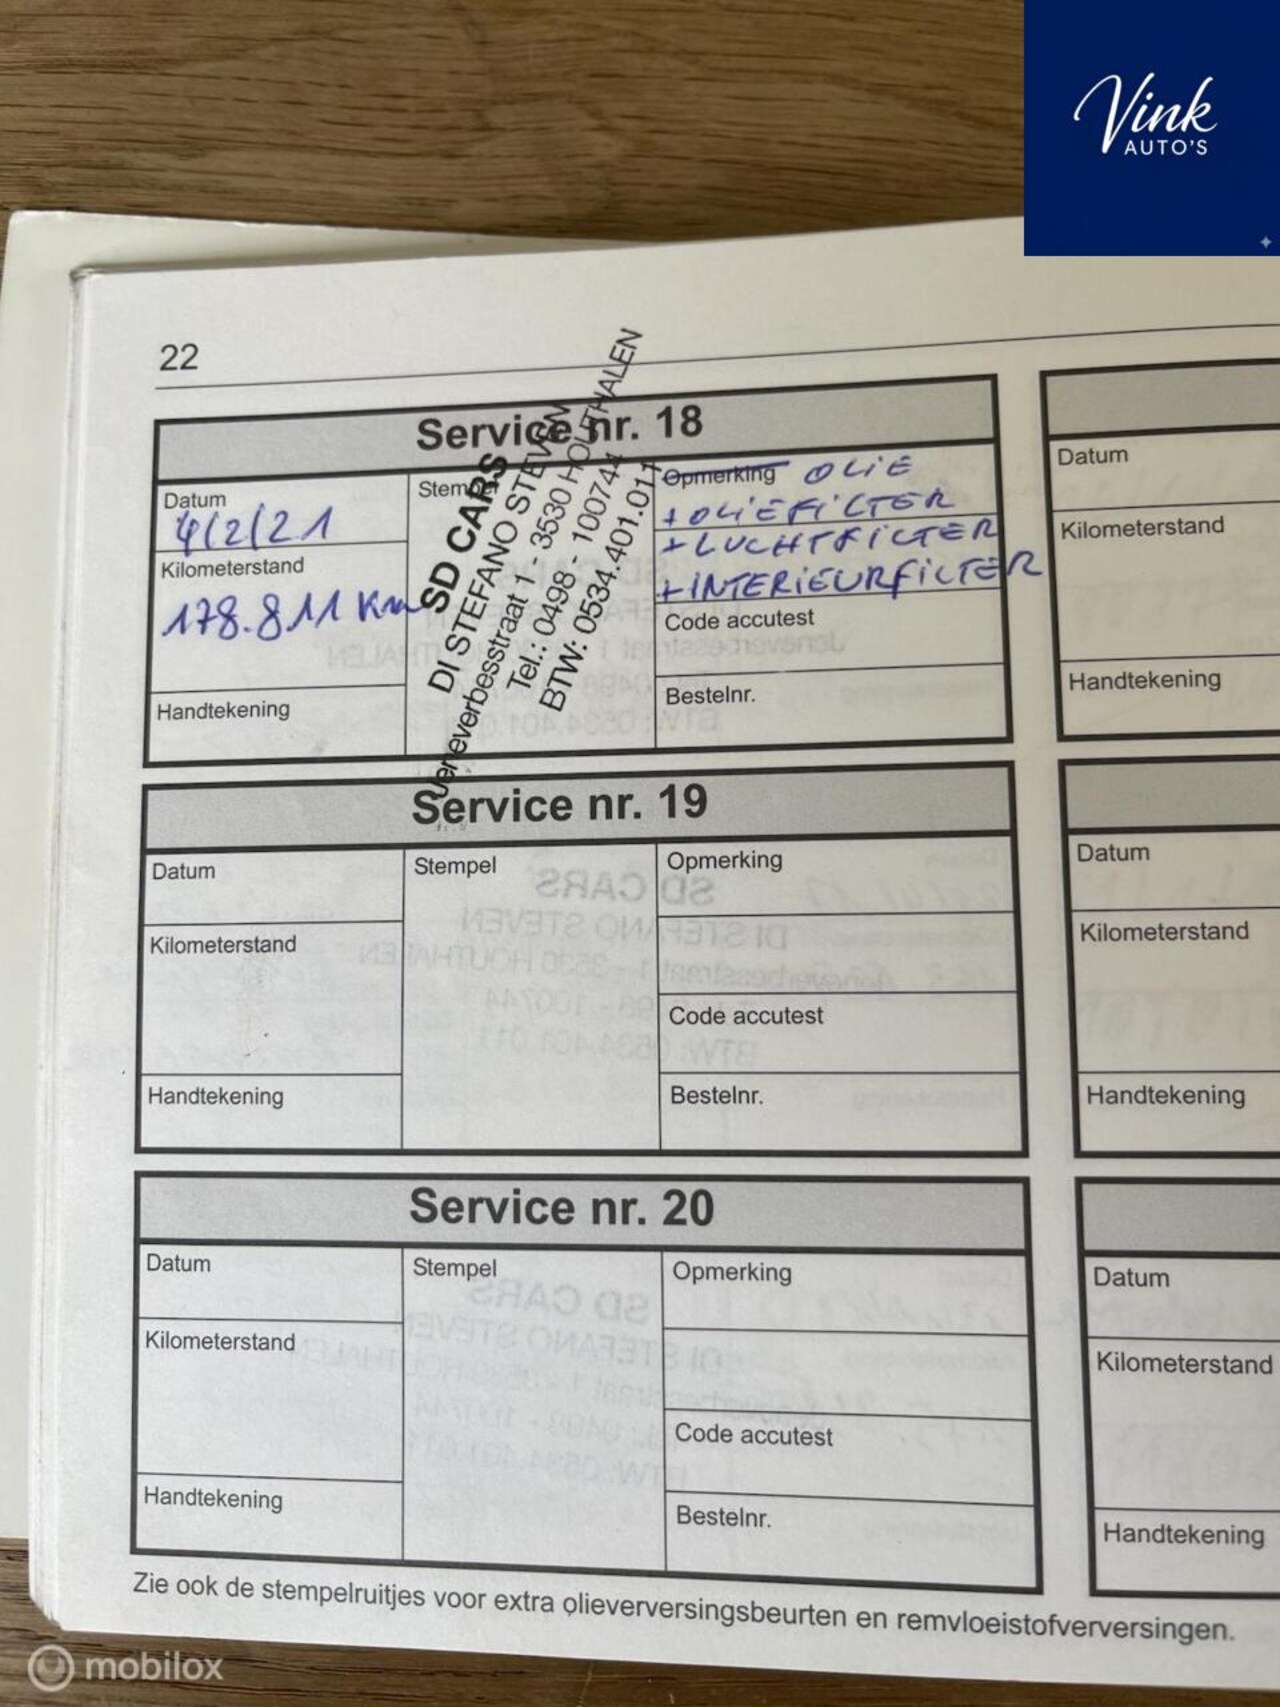 Vink
AUTO'S
22
Service nr. 18
Datum
4/2/21
Kilometerstand
178.811 Km
Handtekening
Stempel
SD CARS
DI STEFANO STEVEN
Jeneverbesstraat 1 - 3530 HOUTHALEN
Tel.: 0498 - 100744
BTW: 0534.401.011
Opmerking OLIE
+ OLIEFILTER
+ LUCHTFILTER
+ INTERIEURFILTER
Code accutest
Bestelnr.
Datum
Kilometerstand
Handtekening
Service nr. 19
Datum
Kilometerstand
Handtekening
Stempel
Opmerking
Code accutest
Bestelnr.
Datum
Kilometerstand
Handtekening
Service nr. 20
Datum
Kilometerstand
Handtekening
Stempel
Opmerking
Code accutest
Bestelnr.
Datum
Kilometerstand
Handtekening
Zie ook de stempelruitjes voor extra olieverversingsbeurten en remvloeistofverversingen.
mobilox